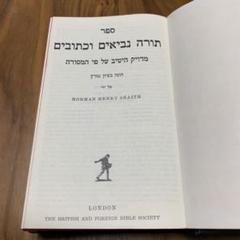 ספר
תורה נביאים וכתובים
מדויק היטיב על פי המסורה
הוגה בעיון נמרץ
על ידי
NORMAN HENRY SNAITH
LONDON
THE BRITISH AND FOREIGN BIBLE SOCIETY